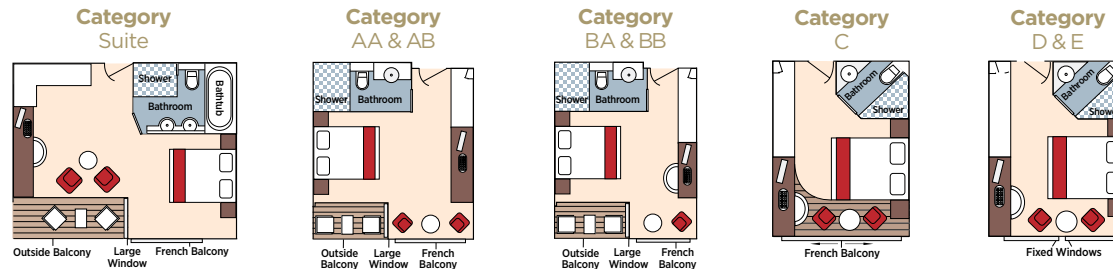 Category
Suite
Shower
Bathroom
Bathtub
Outside Balcony
Large
Window
French Balcony
Category
AA & AB
Shower
Bathroom
Outside
Balcony
Large
Window
French
Balcony
Category
BA & BB
Shower
Bathroom
Outside
Balcony
Large
Window
French
Balcony
Category
C
Bathroom
Shower
French Balcony
Category
D & E
Bathroom
Shower
Fixed Windows